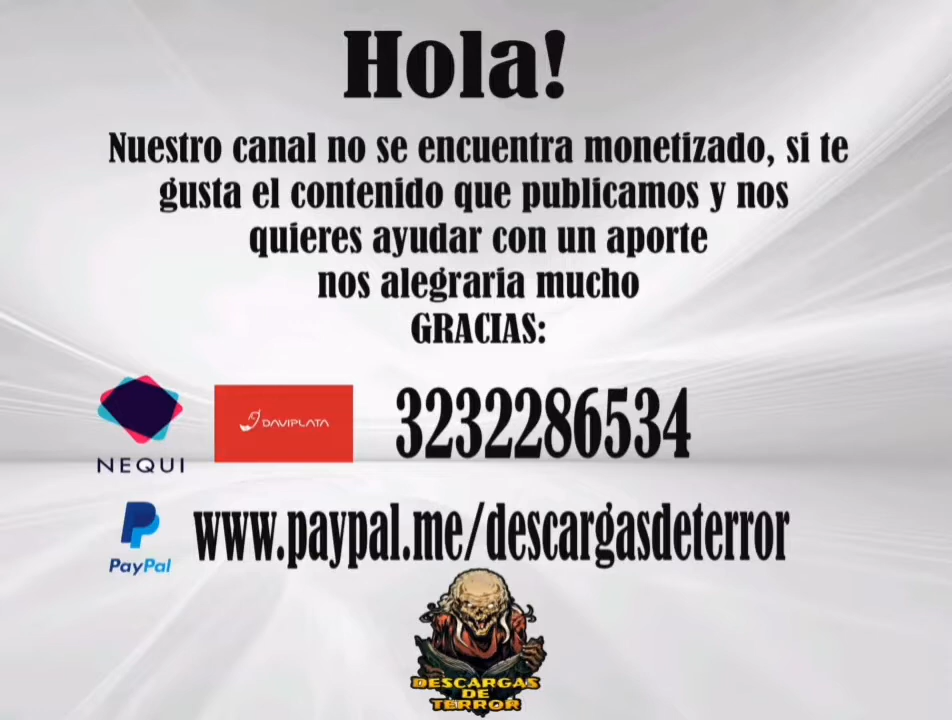 Hola!
Nuestro canal no se encuentra monetizado, si te
gusta el contenido que publicamos y nos
quieres ayudar con un aporte
nos alegraria mucho
GRACIAS:
NEQUI
DAVIPLATA
3232286534
PayPal
www.paypal.me/descargasdeterror
DESCARGAS
DE
TERROR